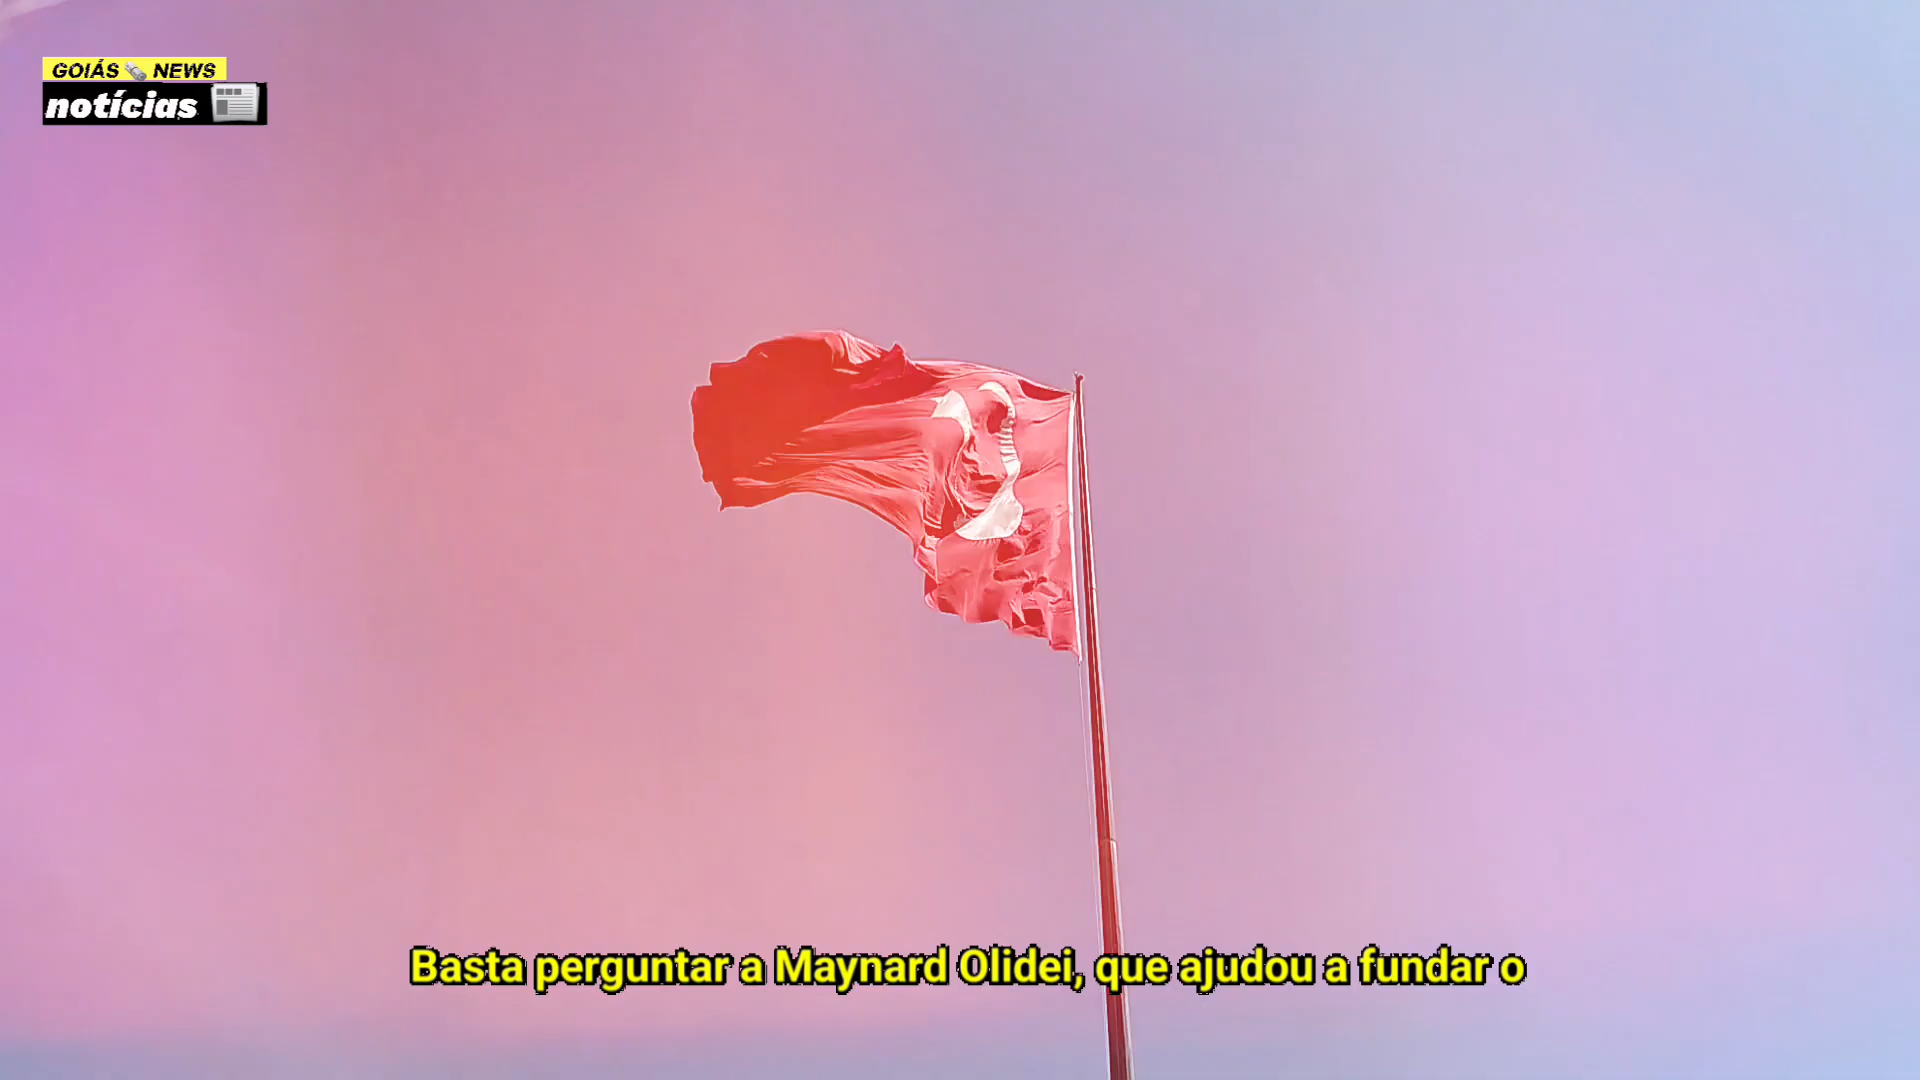 GOIÁS NEWS
notícias
Basta perguntar a Maynard Olidei, que ajudou a fundar o